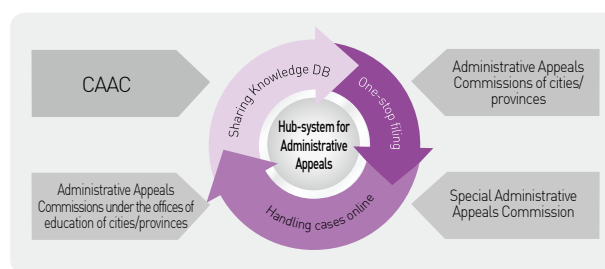 CAAC
Administrative Appeals
Commissions under the offices of
education of cities/provinces
Sharing Knowledge DB
One-stop filing
Handling cases online
Hub-system for
Administrative
Appeals
Administrative Appeals
Commissions of cities/
provinces
Special Administrative
Appeals Commission